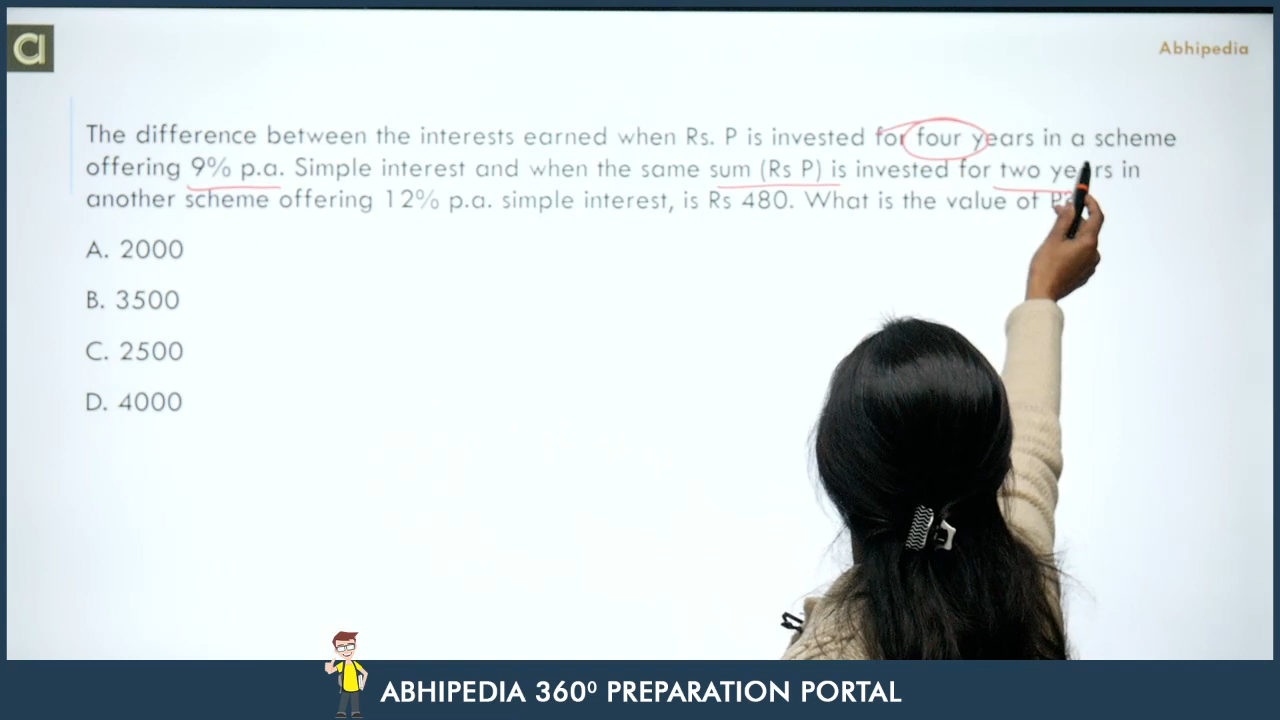 a
Abhipedia
The difference between the interests earned when Rs. P is invested for four years in a scheme
offering 9% p.a. Simple interest and when the same sum (Rs P) is invested for two years in
another scheme offering 12% p.a. simple interest, is Rs 480. What is the value of P?
A. 2000
B. 3500
C. 2500
D. 4000
ABHIPEDIA 360⁰ PREPARATION PORTAL